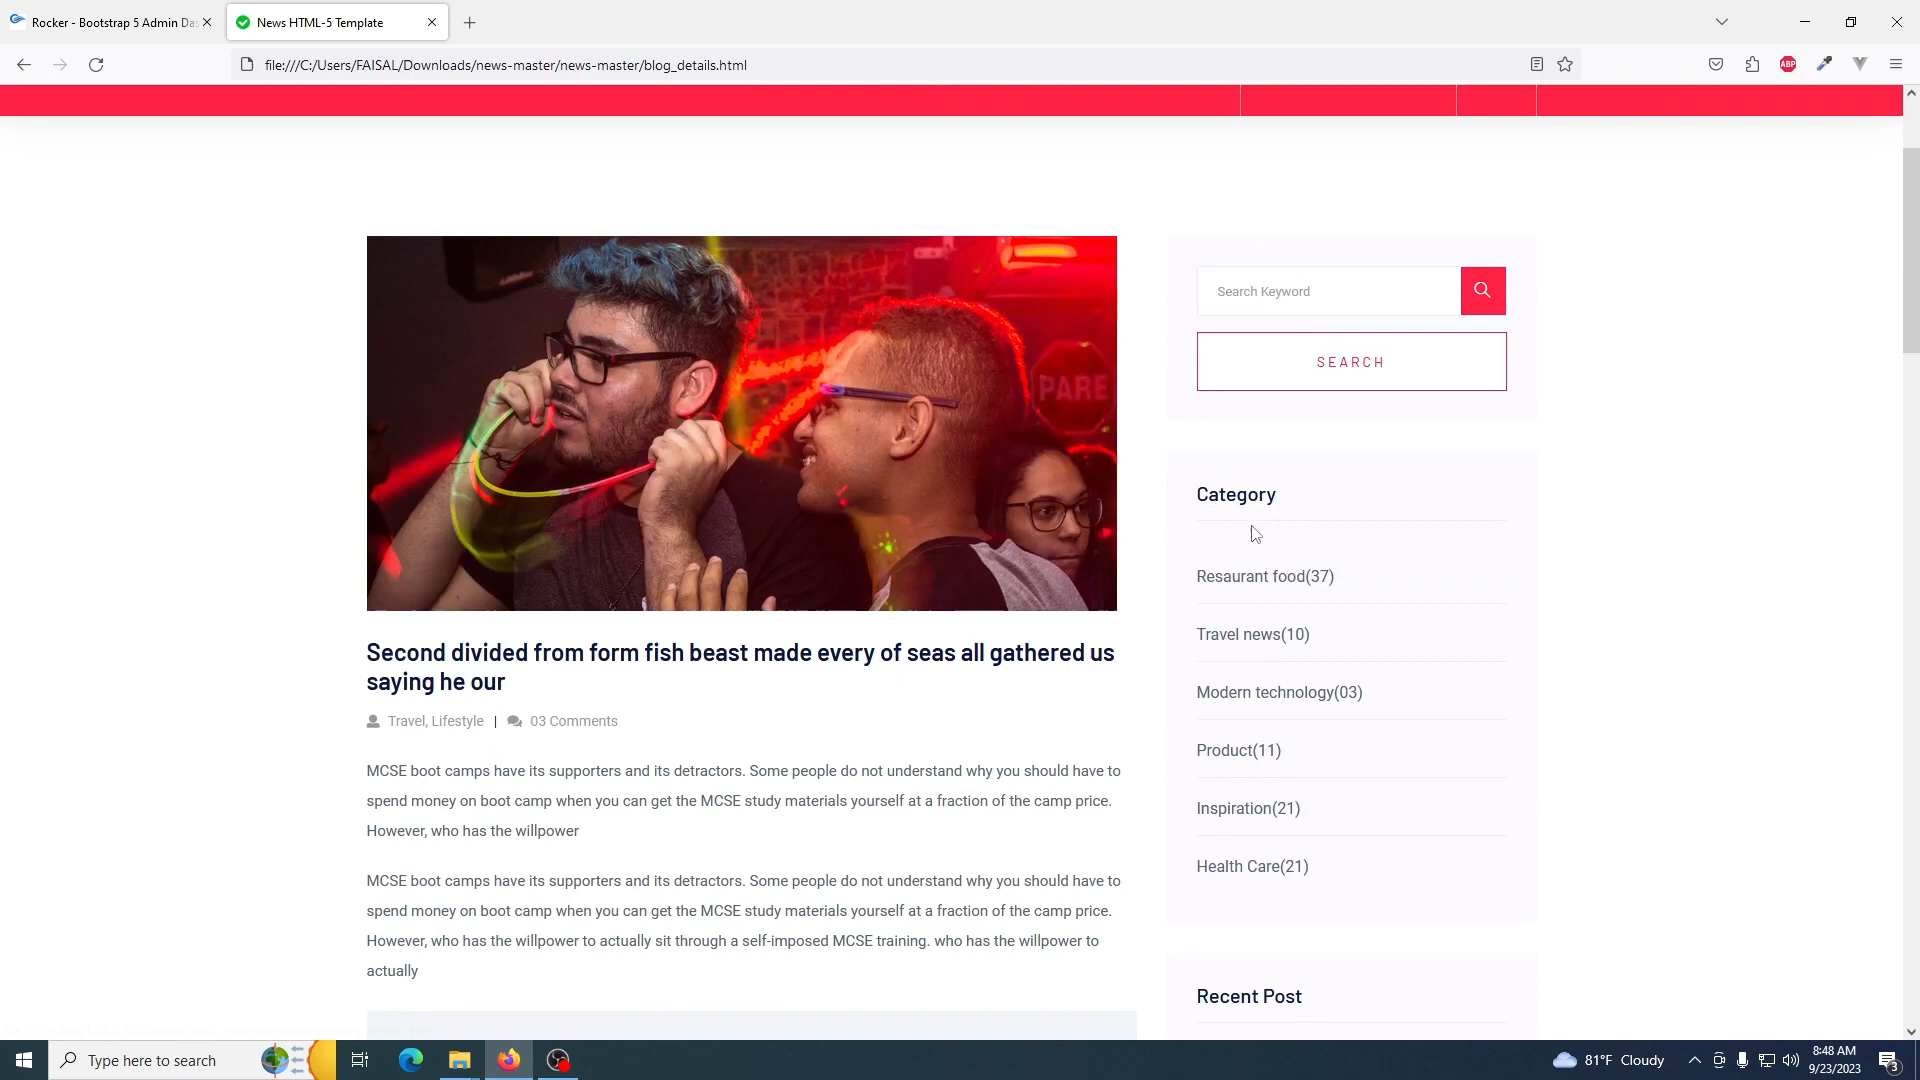 Rocker - Bootstrap 5 Admin Das
News HTML-5 Template
file:///C:/Users/FAISAL/Downloads/news-master/news-master/blog_details.html
ABP
PARE
Search Keyword
SEARCH
Category
Resaurant food(37)
Travel news(10)
Modern technology(03)
Product(11)
Inspiration(21)
Health Care(21)
Recent Post
Second divided from form fish beast made every of seas all gathered us
saying he our
Travel, Lifestyle | 03 Comments
MCSE boot camps have its supporters and its detractors. Some people do not understand why you should have to
spend money on boot camp when you can get the MCSE study materials yourself at a fraction of the camp price.
However, who has the willpower
MCSE boot camps have its supporters and its detractors. Some people do not understand why you should have to
spend money on boot camp when you can get the MCSE study materials yourself at a fraction of the camp price.
However, who has the willpower to actually sit through a self-imposed MCSE training. who has the willpower to
actually
Type here to search
81°F Cloudy
8:48 AM
9/23/2023
3